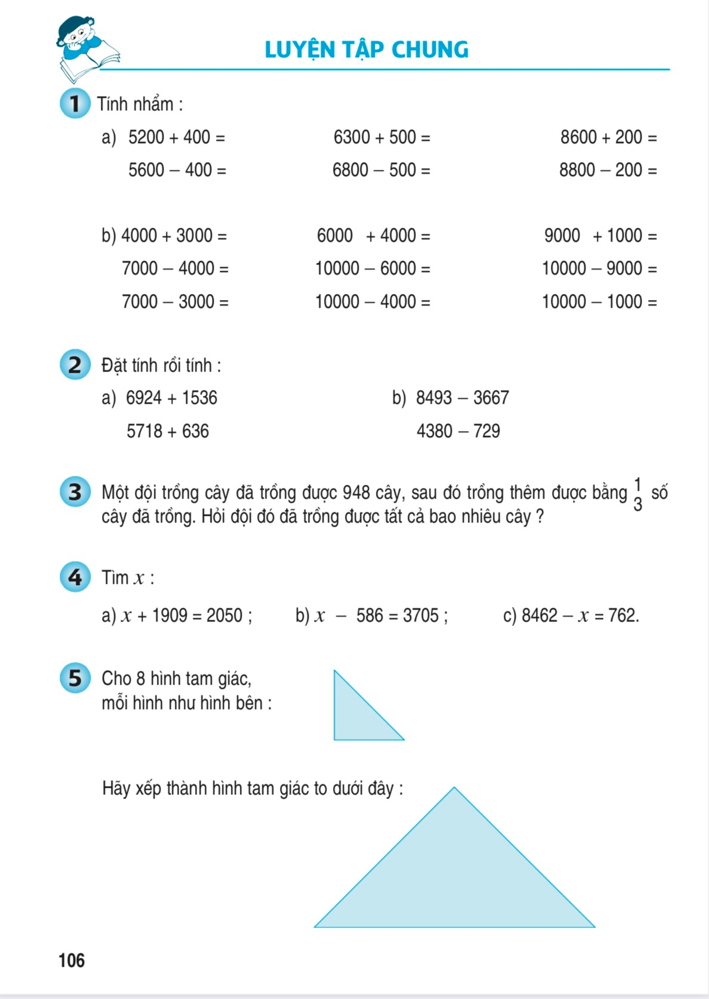 LUYỆN TẬP CHUNG
1 Tính nhẩm :
a) 5200 + 400 = 6300 + 500 = 8600 + 200 =
5600 – 400 = 6800 – 500 = 8800 – 200 =
b) 4000 + 3000 = 6000 + 4000 = 9000 + 1000 =
7000 – 4000 = 10000 – 6000 = 10000 – 9000 =
7000 – 3000 = 10000 – 4000 = 10000 – 1000 =
2 Đặt tính rồi tính :
a) 6924 + 1536 b) 8493 – 3667
5718 + 636 4380 – 729
3 Một đội trồng cây đã trồng được 948 cây, sau đó trồng thêm được bằng 1/3 số
cây đã trồng. Hỏi đội đó đã trồng được tất cả bao nhiêu cây ?
4 Tìm x :
a) x + 1909 = 2050 ; b) x – 586 = 3705 ; c) 8462 – x = 762.
5 Cho 8 hình tam giác,
mỗi hình như hình bên :
Hãy xếp thành hình tam giác to dưới đây :
106